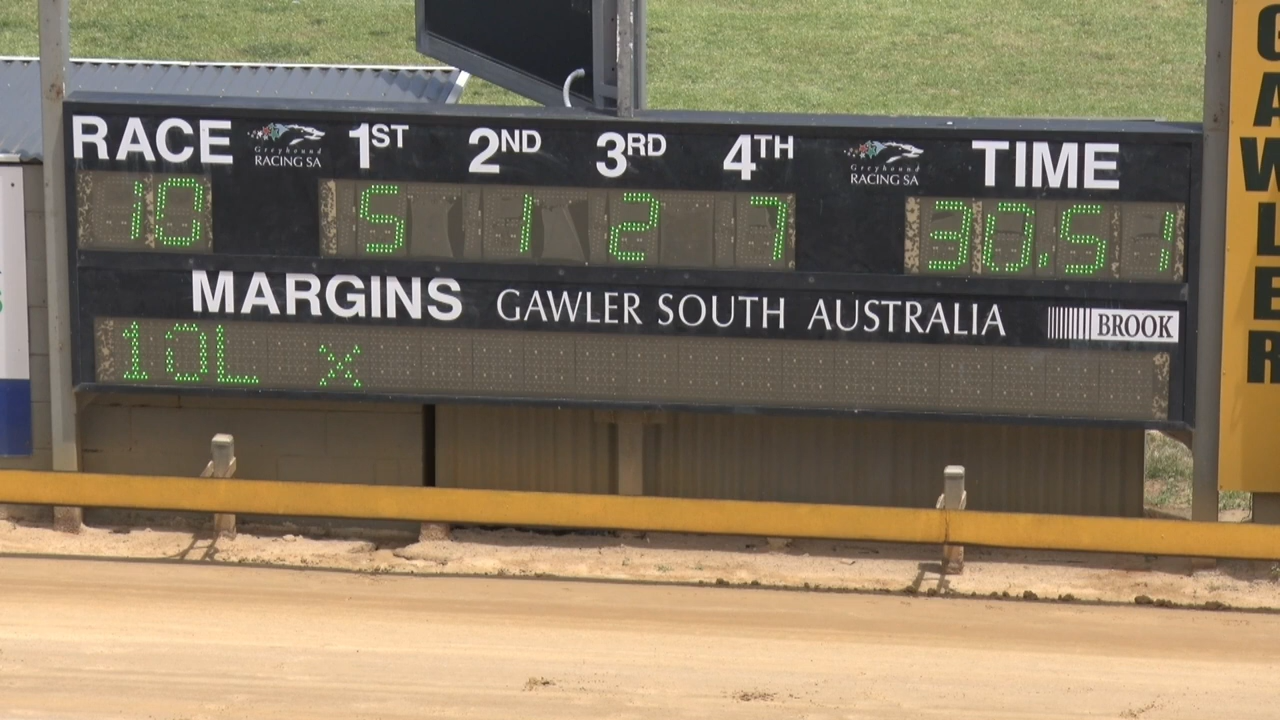 RACE Greyhound RACING SA 1ST 2ND 3RD 4TH Greyhound RACING SA TIME
10 5 1 2 7 30.51
MARGINS GAWLER SOUTH AUSTRALIA BROOK
10L x
GAWLER